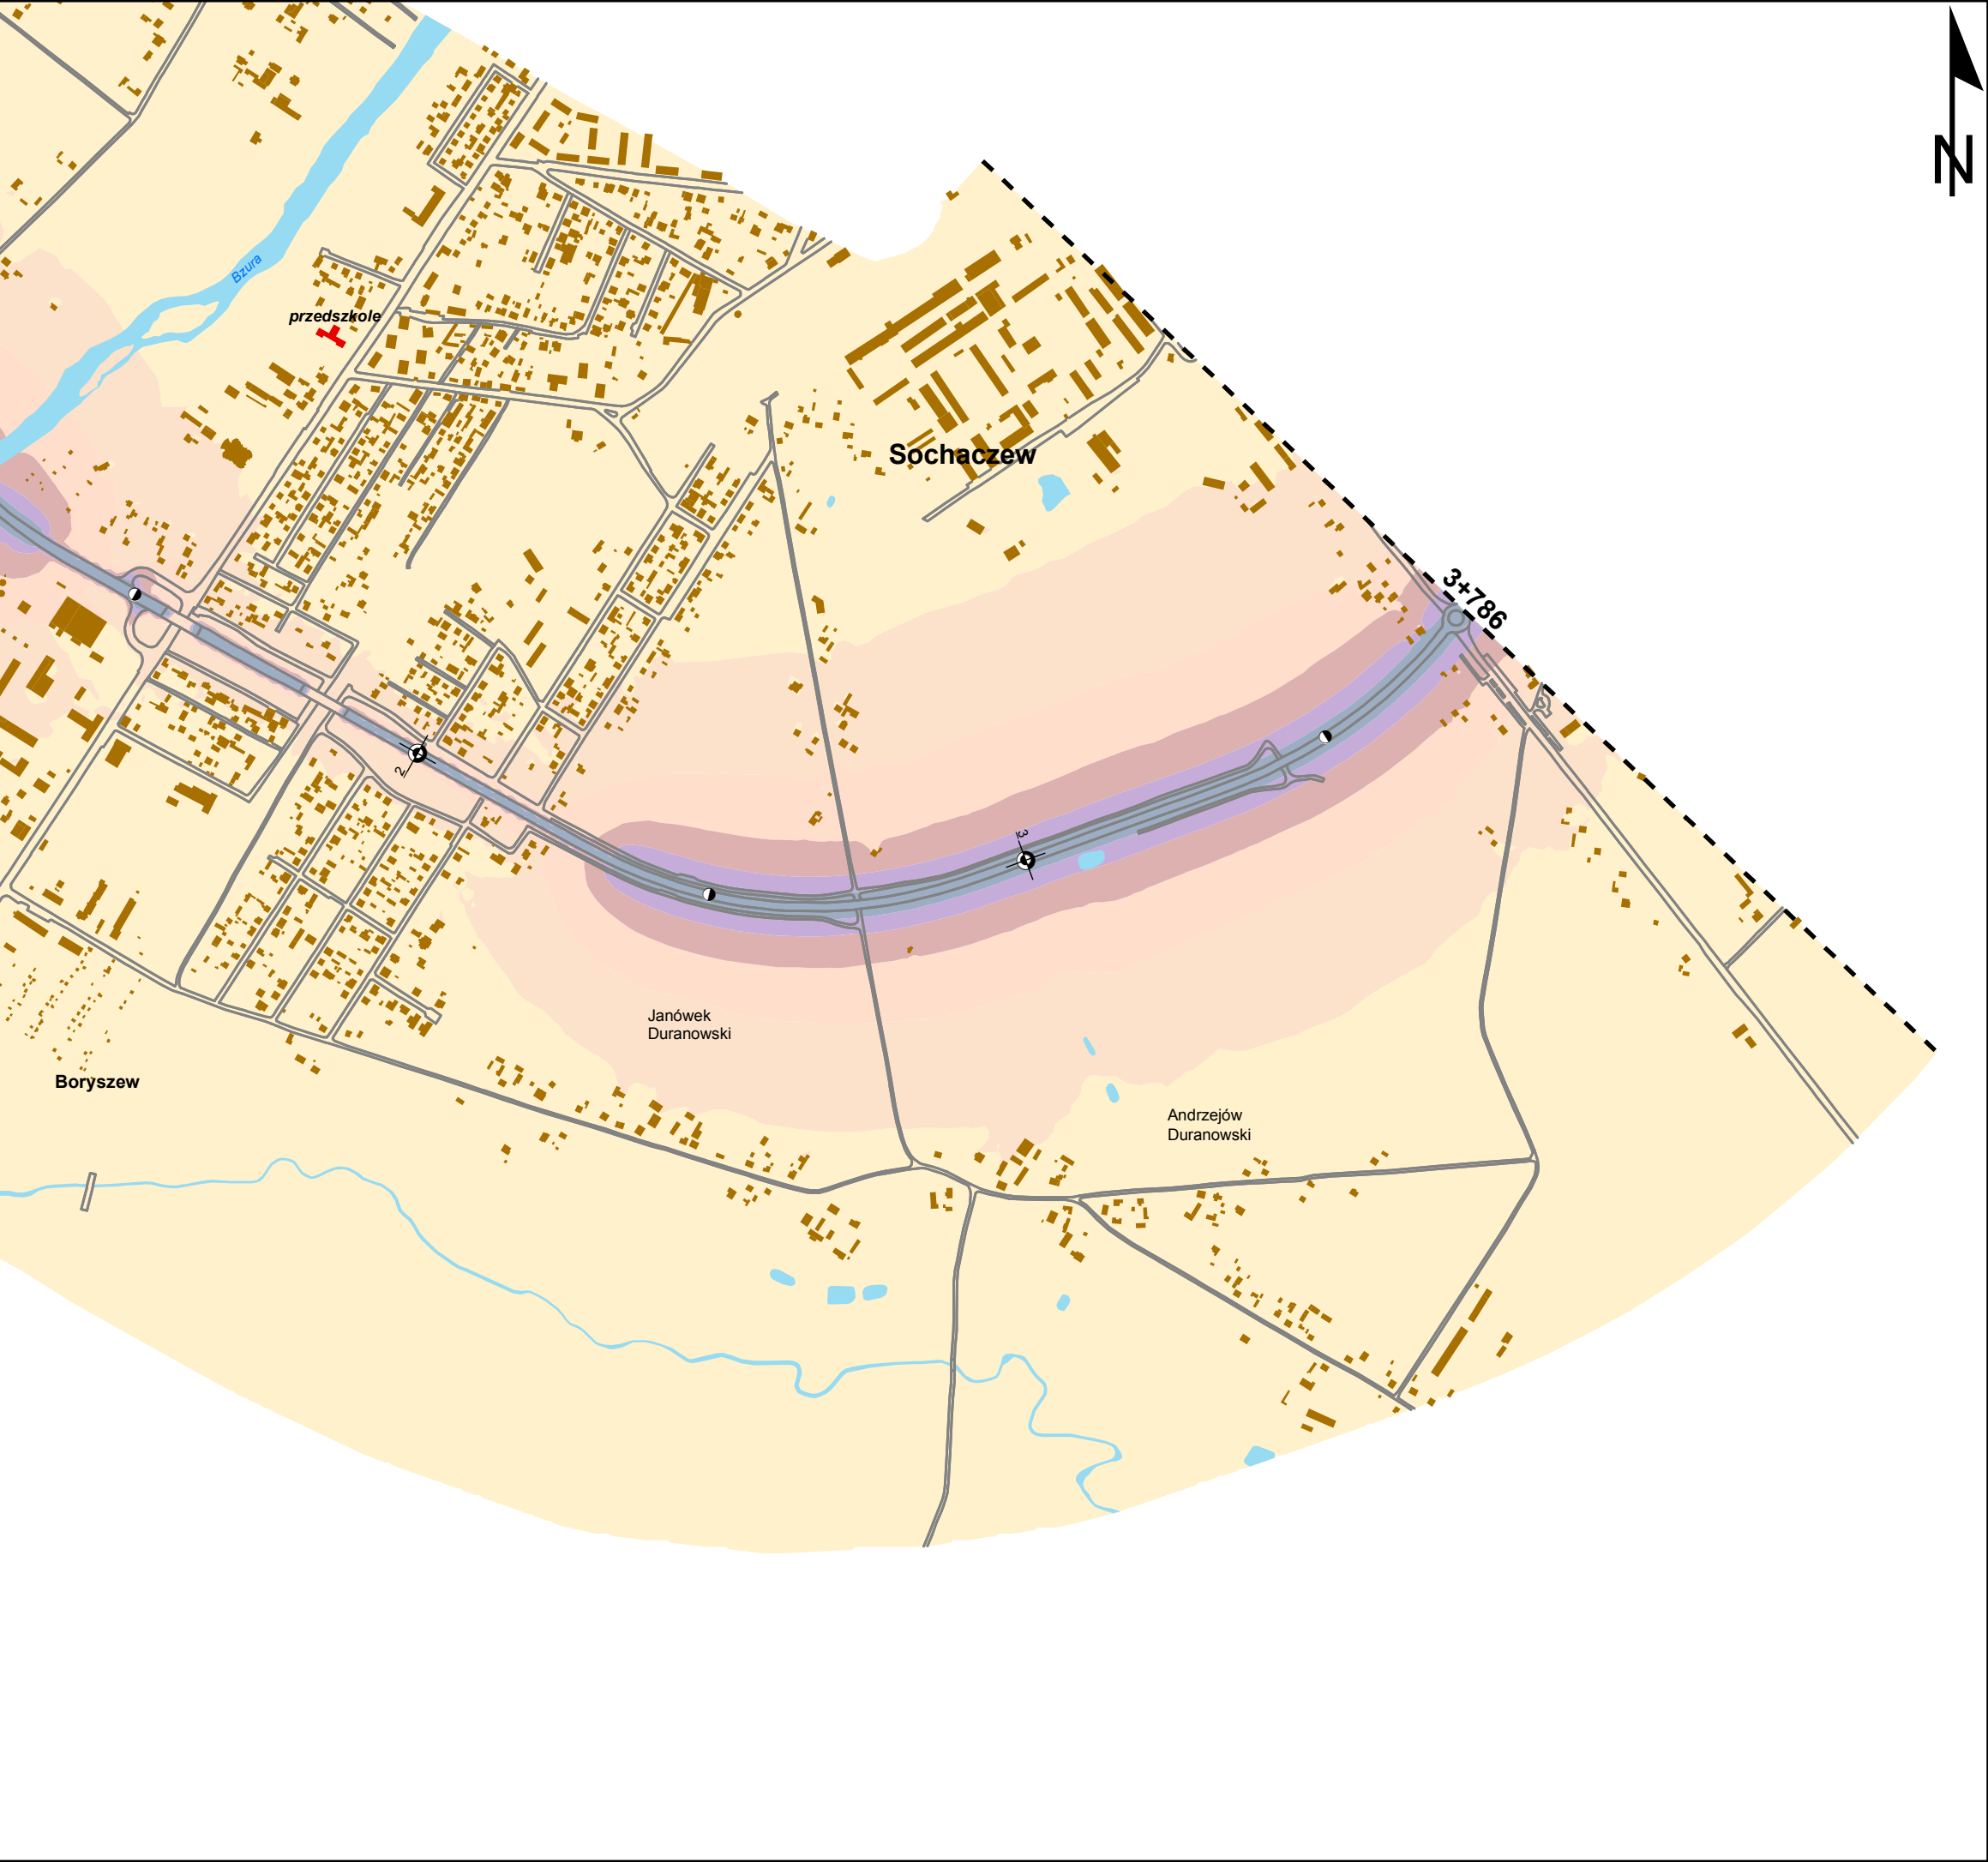 N
Bzura
przedszkole
Sochaczew
3+786
2
3
Janówek
Duranowski
Boryszew
Andrzejów
Duranowski